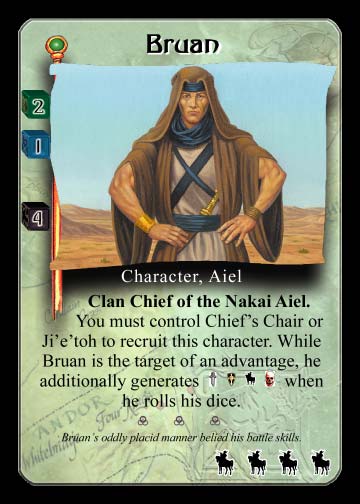 Bruan
2
1
4
Character, Aiel
Clan Chief of the Nakai Aiel.
You must control Chief's Chair or
Ji'e'toh to recruit this character. While
Bruan is the target of an advantage, he
additionally generates when
he rolls his dice.
ANDOR
Bruan's oddly placid manner belied his battle skills.